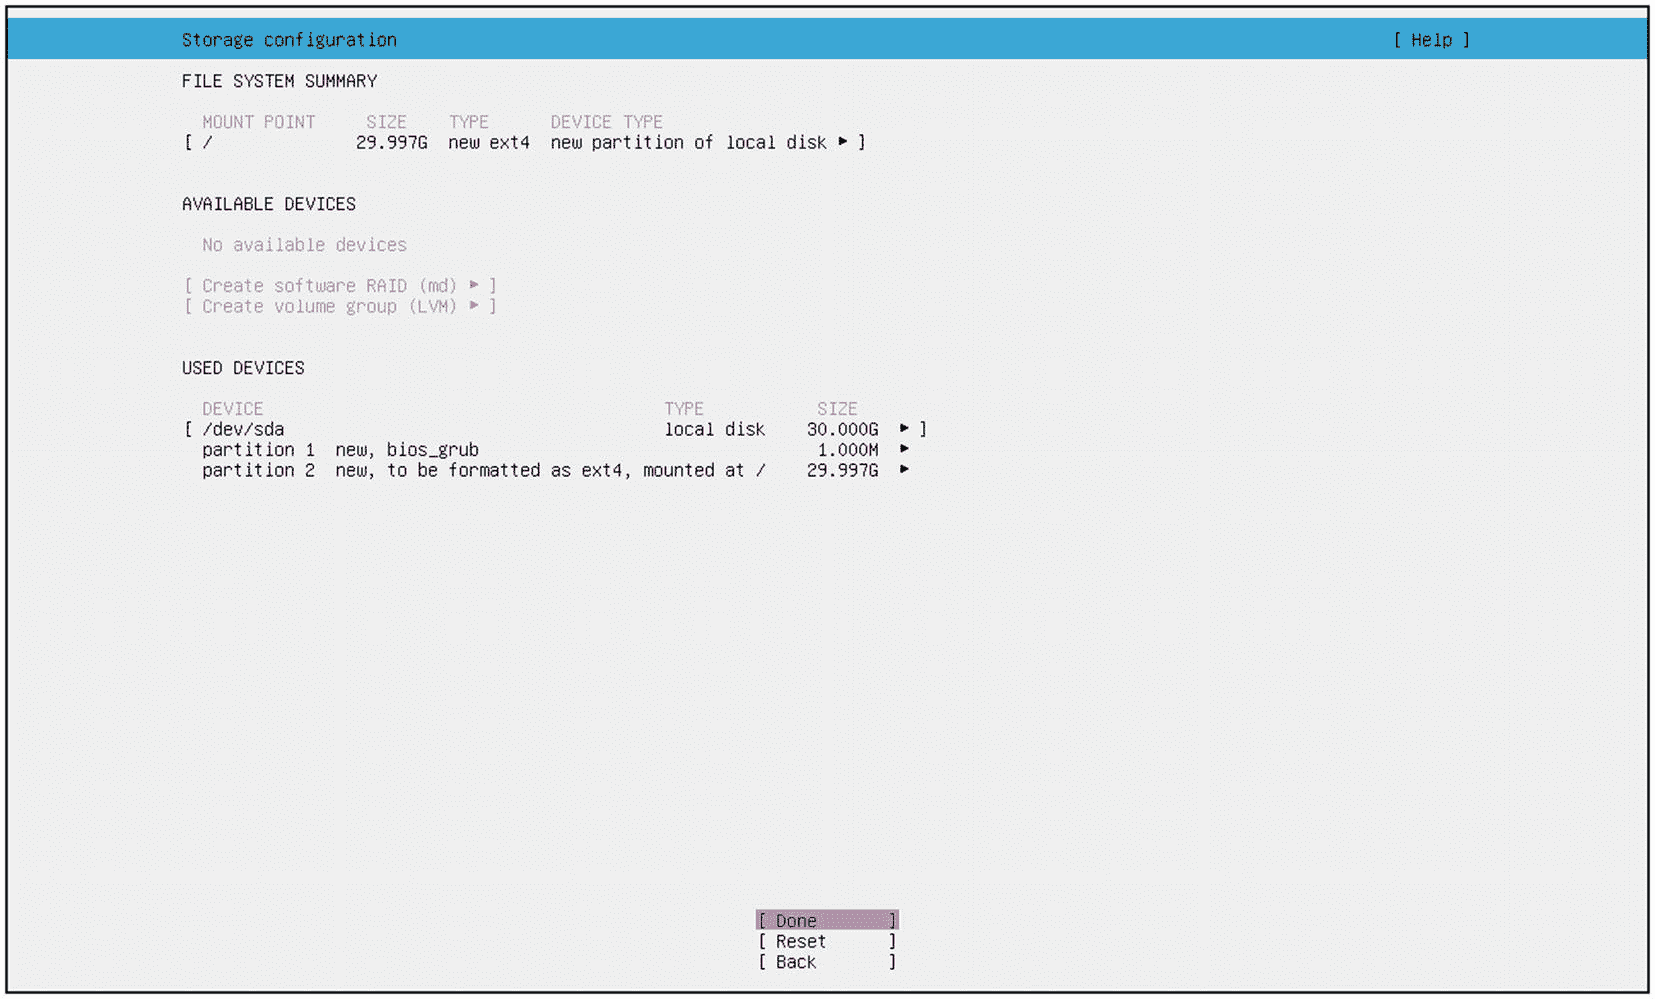 Storage configuration [ Help ]
FILE SYSTEM SUMMARY
MOUNT POINT SIZE TYPE DEVICE TYPE
[ / 29.997G new ext4 new partition of local disk ▸ ]
AVAILABLE DEVICES
No available devices
[ Create software RAID (md) ▸ ]
[ Create volume group (LVM) ▸ ]
USED DEVICES
DEVICE TYPE SIZE
[ /dev/sda local disk 30.000G ▸ ]
partition 1 new, bios_grub 1.000M ▸
partition 2 new, to be formatted as ext4, mounted at / 29.997G ▸
[ Done ]
[ Reset ]
[ Back ]